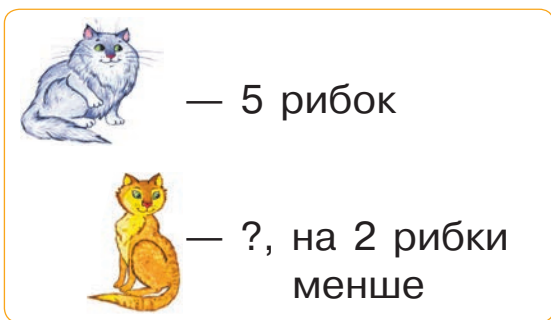 — 5 рибок
— ?, на 2 рибки
менше